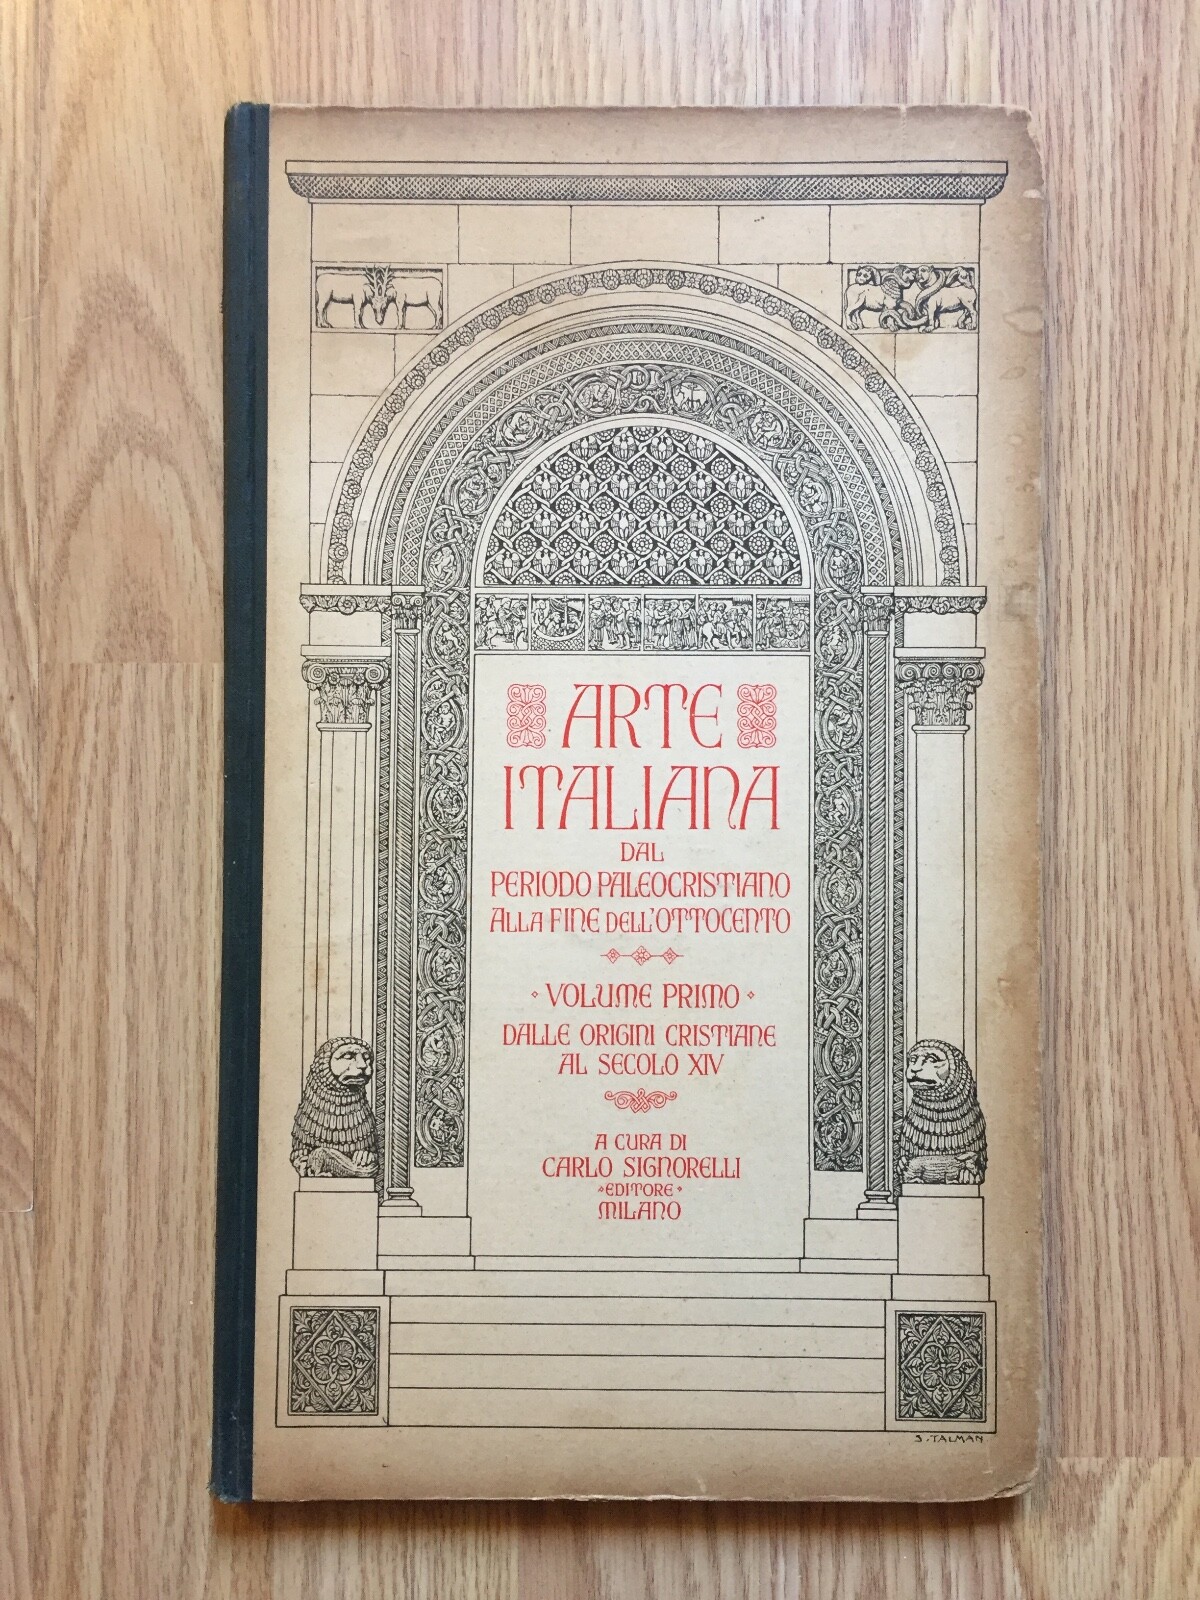 ARTE
ITALIANA
DAL
PERIODO PALEOCRISTIANO
ALLA FINE DELL'OTTOCENTO
VOLUME PRIMO
DALLE ORIGINI CRISTIANE
AL SECOLO XIV
A CURA DI
CARLO SIGNORELLI
EDITORE
MILANO
S. TALMAN